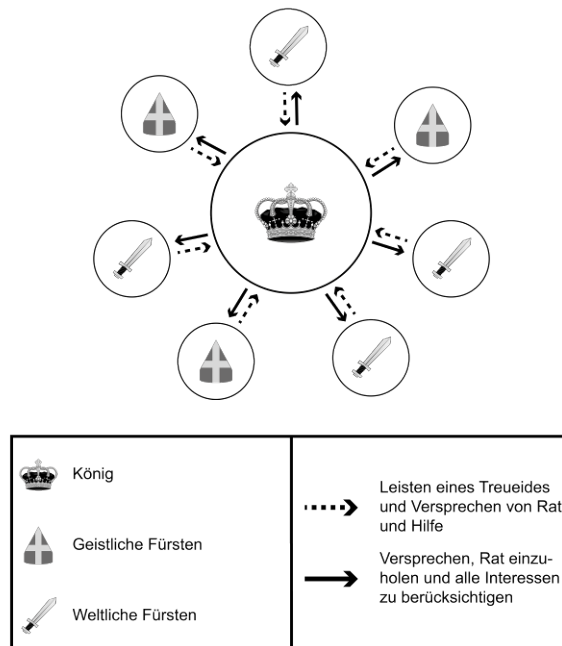 König
Geistliche Fürsten
Weltliche Fürsten
Leisten eines Treueides
und Versprechen von Rat
und Hilfe
Versprechen, Rat einzu-
holen und alle Interessen
zu berücksichtigen